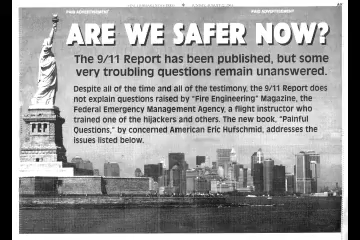 PAID ADVERTISEMENT PAID ADVERTISEMENT
ARE WE SAFER NOW?
The 9/11 Report has been published, but some
very troubling questions remain unanswered.
Despite all of the time and all of the testimony, the 9/11 Report does
not explain questions raised by "Fire Engineering" Magazine, the
Federal Emergency Management Agency, a flight instructor who
trained one of the hijackers and others. The new book, "Painful
Questions," by concerned American Eric Hufschmid, addresses the
issues listed below.